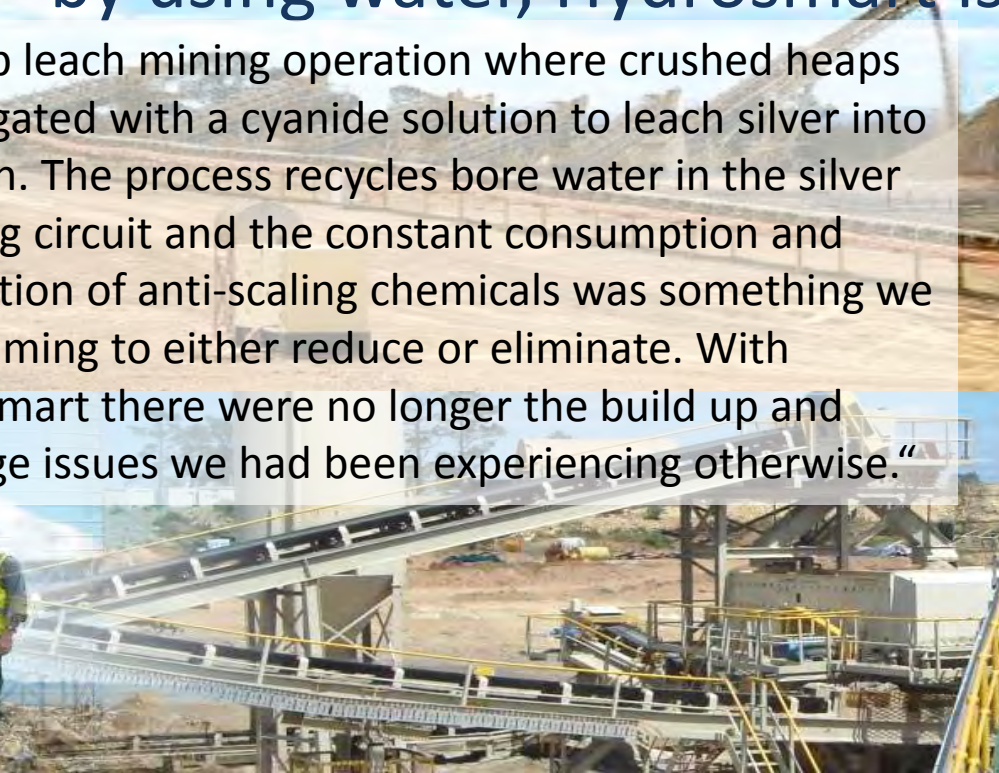 by using water, Hydrosmart is
p leach mining operation where crushed heaps
gated with a cyanide solution to leach silver into
n. The process recycles bore water in the silver
g circuit and the constant consumption and
tion of anti-scaling chemicals was something we
ming to either reduce or eliminate. With
mart there were no longer the build up and
ge issues we had been experiencing otherwise.“